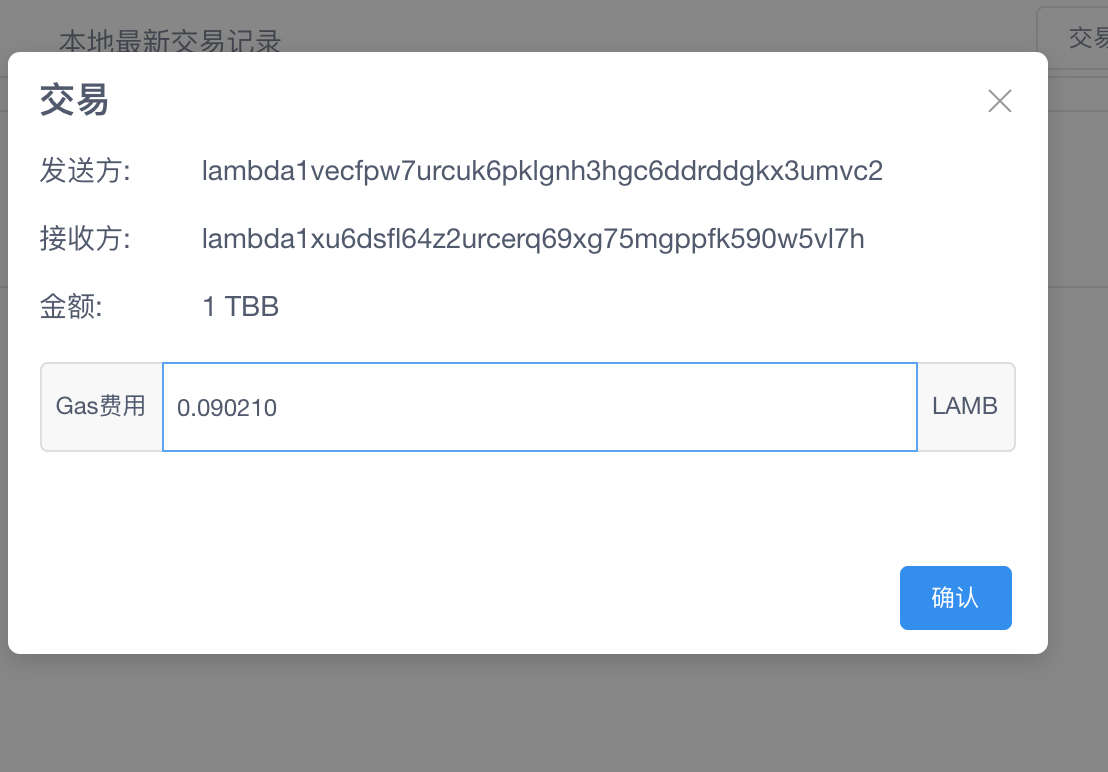 本地最新交易记录
交易
交易
发送方: lambda1vecfpw7urcuk6pklgnh3hgc6ddrddgkx3umvc2
接收方: lambda1xu6dsfl64z2urcerq69xg75mgppfk590w5vl7h
金额: 1 TBB
Gas费用 0.090210 LAMB
确认